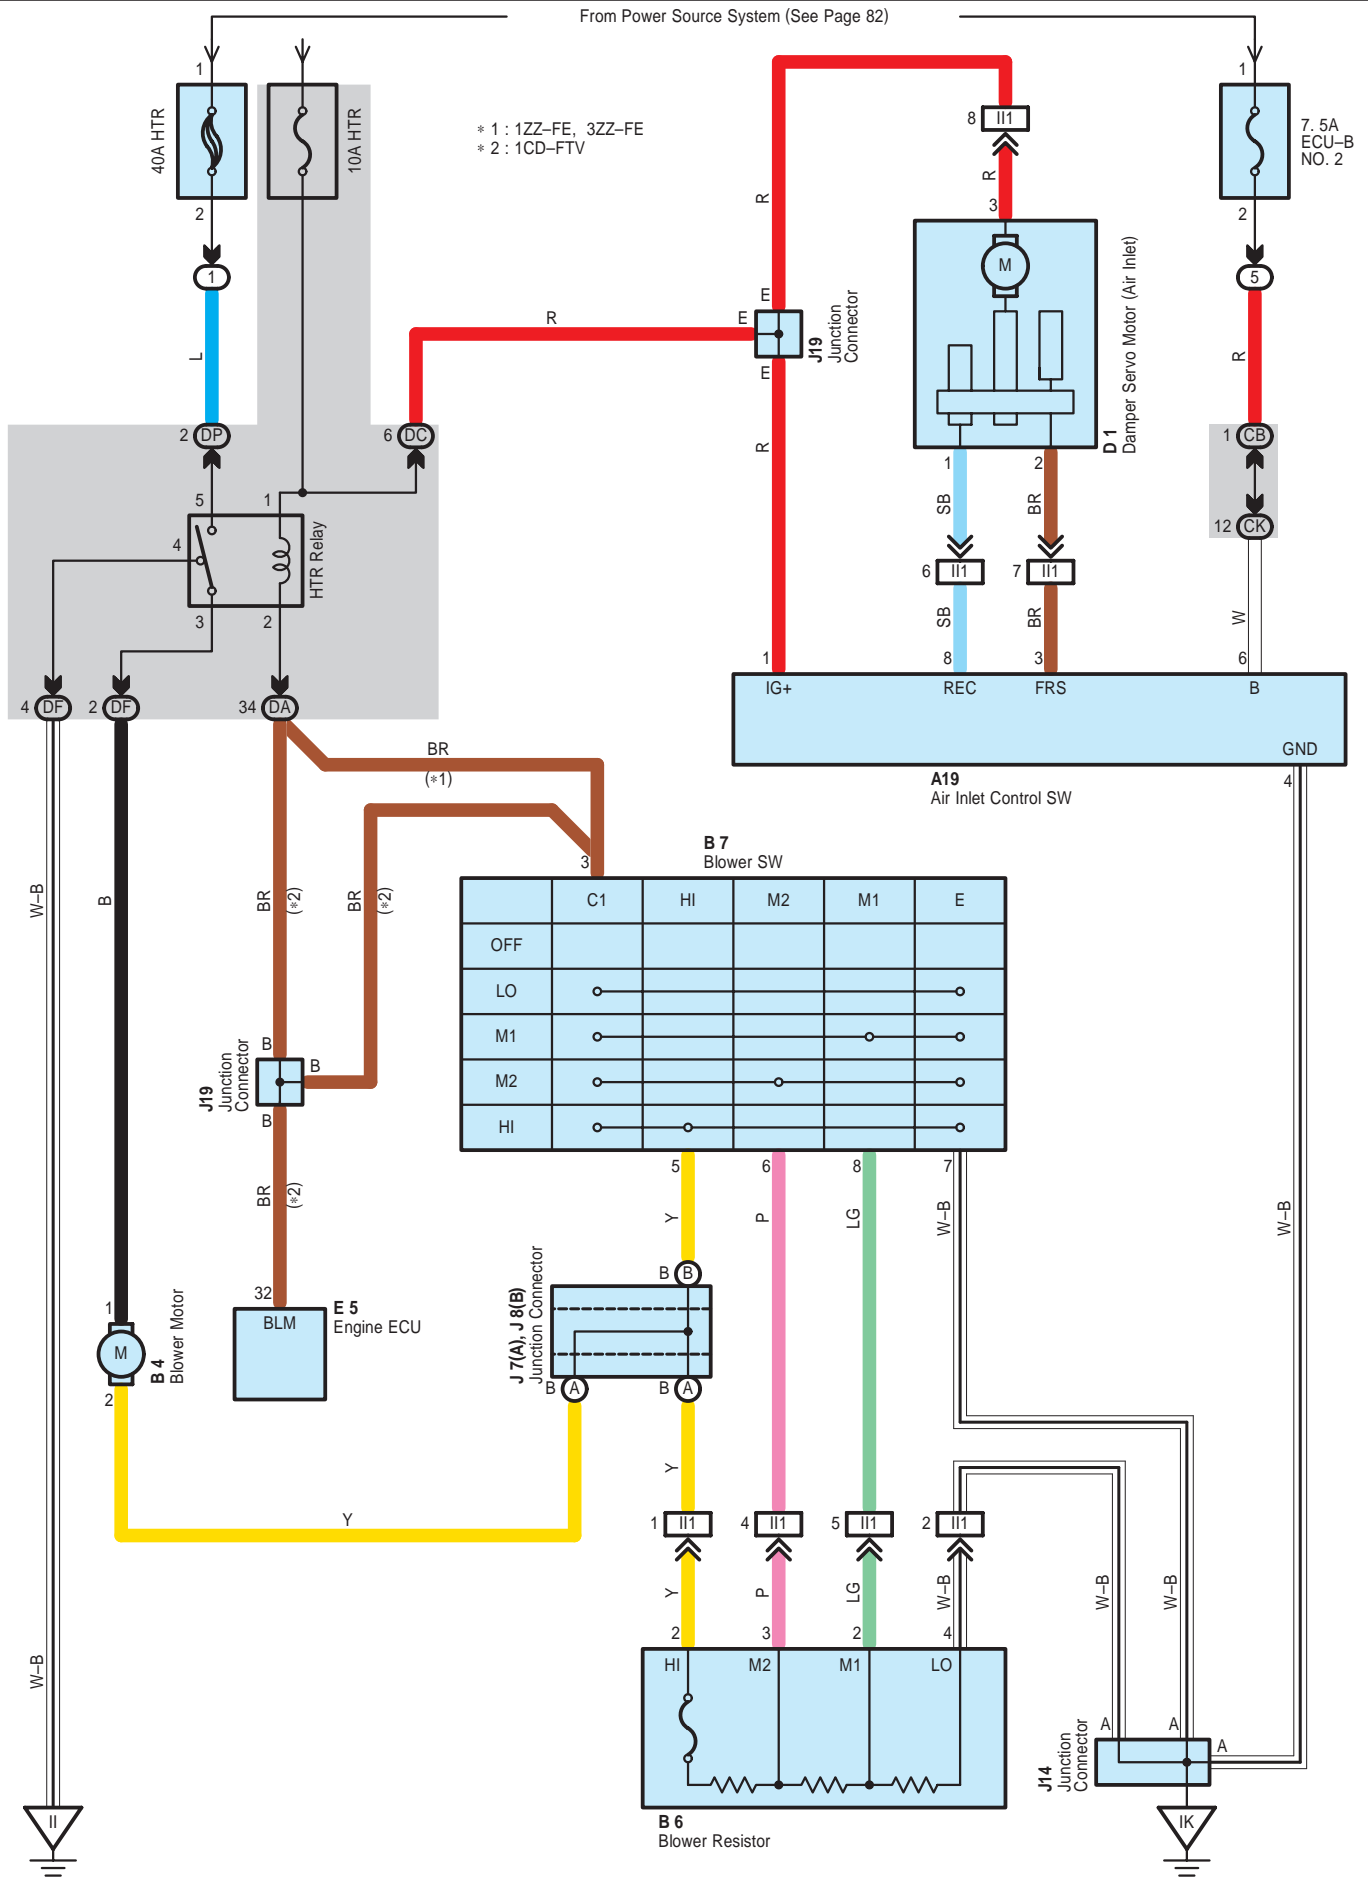 From Power Source System (See Page 82)
1
1
40A HTR
10A HTR
∗ 1 : 1ZZ–FE, 3ZZ–FE
∗ 2 : 1CD–FTV
8 II1
7. 5A
ECU–B
NO. 2
R
R
3
2
2
M
D 1
Damper Servo Motor (Air Inlet)
1
5
L
E
R
E
J19
Junction
Connector
E
R
R
2 DP
6 DC
1 CB
1
2
SB
BR
5
1
4
HTR Relay
12 CK
6 II1
7 II1
3
2
SB
BR
W
1
8
3
6
IG+
REC
FRS
B
4 DF
2 DF
34 DA
GND
BR
(∗1)
A19
Air Inlet Control SW
4
B 7
Blower SW
3
W–B
B
BR
(∗2)
BR
(∗2)
C1 HI M2 M1 E
OFF
LO
M1
M2
HI
B
B
J19
Junction
Connector
B
5
6
8
7
BR
(∗2)
Y
P
LG
W–B
W–B
B B
J 7(A), J 8(B)
Junction Connector
32
BLM
E 5
Engine ECU
1
M
B 4
Blower Motor
2
B A
B A
Y
Y
1 II1
4 II1
5 II1
2 II1
Y
P
LG
W–B
W–B
W–B
2
3
2
4
W–B
HI
M2
M1
LO
A
A
A
J14
Junction
Connector
II
IK
B 6
Blower Resistor